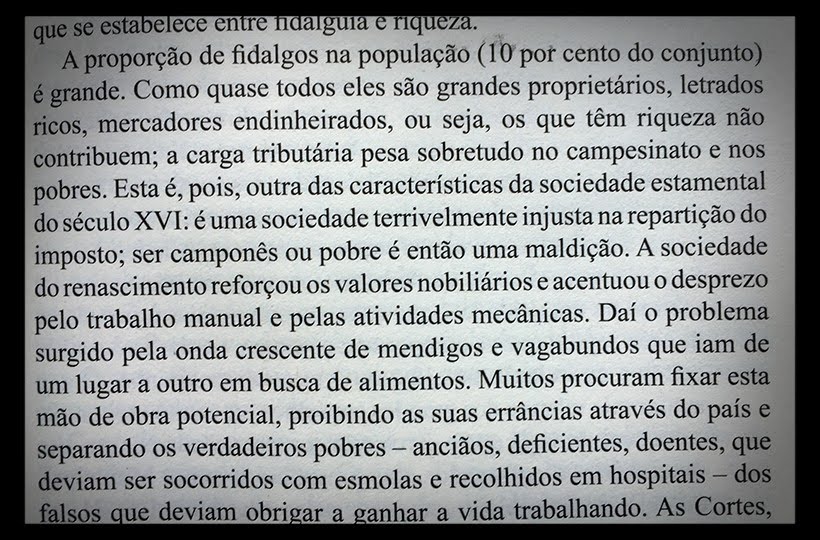 que se estabelece entre fidalguia e riqueza.
A proporção de fidalgos na população (10 por cento do conjunto)
é grande. Como quase todos eles são grandes proprietários, letrados
ricos, mercadores endinheirados, ou seja, os que têm riqueza não
contribuem; a carga tributária pesa sobretudo no campesinato e nos
pobres. Esta é, pois, outra das características da sociedade estamental
do século XVI: é uma sociedade terrivelmente injusta na repartição do
imposto; ser camponês ou pobre é então uma maldição. A sociedade
do renascimento reforçou os valores nobiliários e acentuou o desprezo
pelo trabalho manual e pelas atividades mecânicas. Daí o problema
surgido pela onda crescente de mendigos e vagabundos que iam de
um lugar a outro em busca de alimentos. Muitos procuram fixar esta
mão de obra potencial, proibindo as suas errâncias através do país e
separando os verdadeiros pobres – anciãos, deficientes, doentes, que
deviam ser socorridos com esmolas e recolhidos em hospitais – dos
falsos que deviam obrigar a ganhar a vida trabalhando. As Cortes,